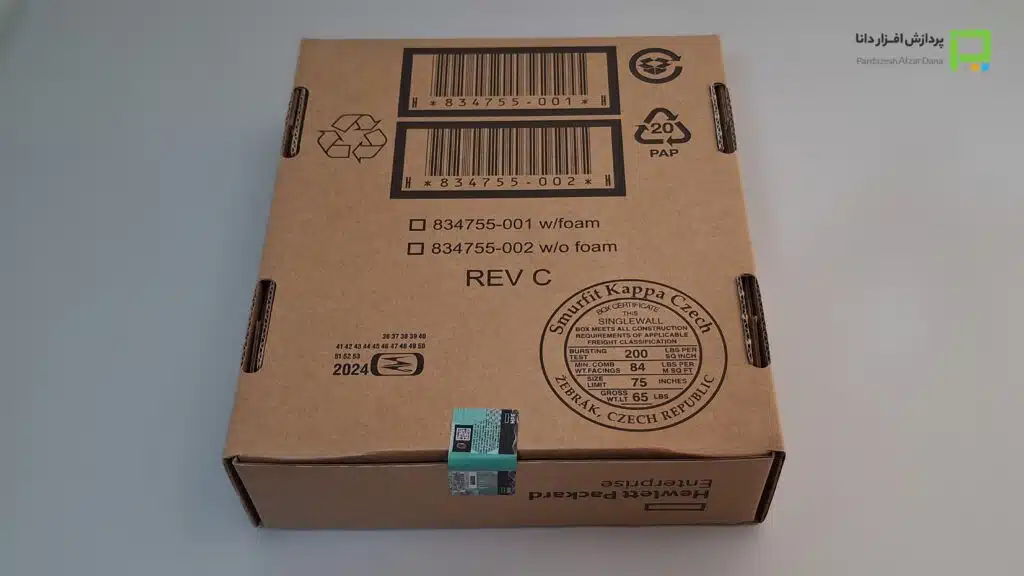 پردازش افزار دانا
Pardazesh Afzar Dana
H *834755-001* H
H *834755-002* H
20
PAP
834755-001 w/foam
834755-002 w/o foam
REV C
36 37 38 39 40
41 42 43 44 45 46 47 48 49 50
51 52 53
2024
Smurfit Kappa Czech
BOX CERTIFICATE
THIS
SINGLEWALL
BOX MEETS ALL CONSTRUCTION
REQUIREMENTS OF APPLICABLE
FREIGHT CLASSIFICATION
BURSTING TEST 200 LBS PER SQ INCH
MIN. COMB WT.FACINGS 84 LBS PER M SQ FT
SIZE LIMIT 75 INCHES
GROSS WT.LT 65 LBS
ŽEBRÁK, CZECH REPUBLIC
Hewlett Packard
Enterprise